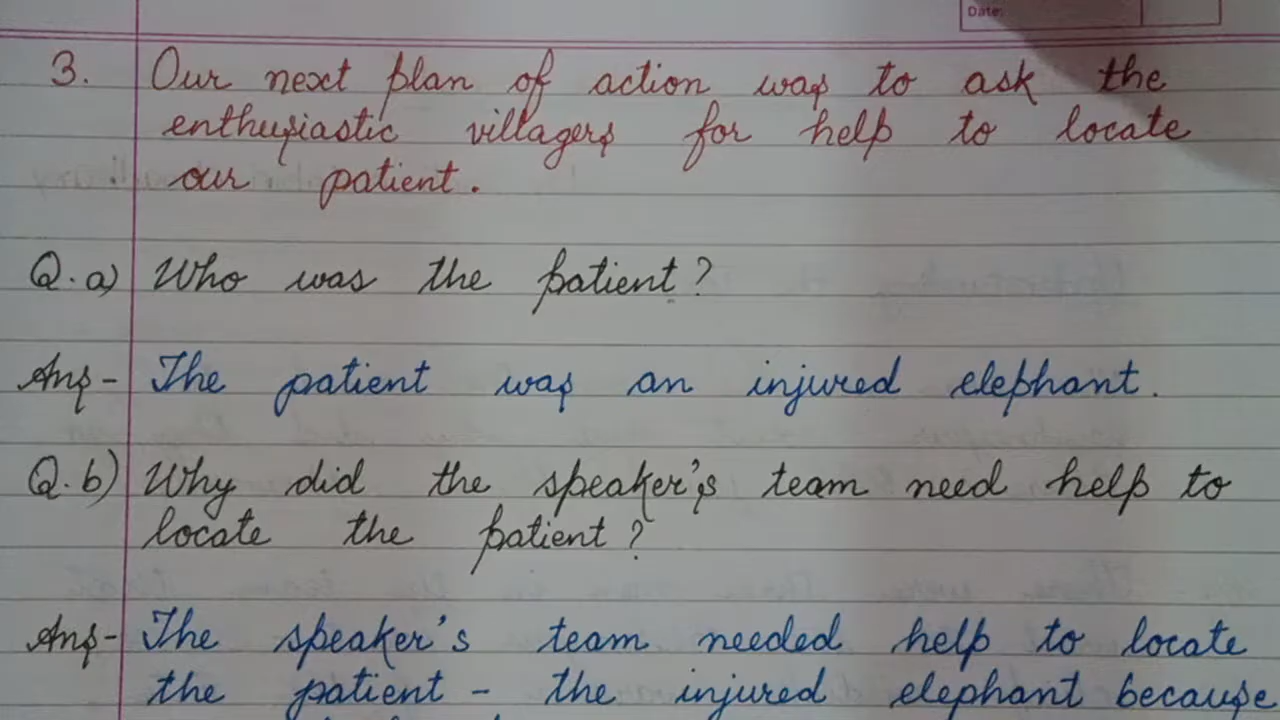 Date:
3. Our next plan of action was to ask the
enthusiastic villagers for help to locate
our patient.
Q.a) Who was the patient?
Ans- The patient was an injured elephant.
Q.b) Why did the speaker's team need help to
locate the patient?
Ans- The speaker's team needed help to locate
the patient - the injured elephant because